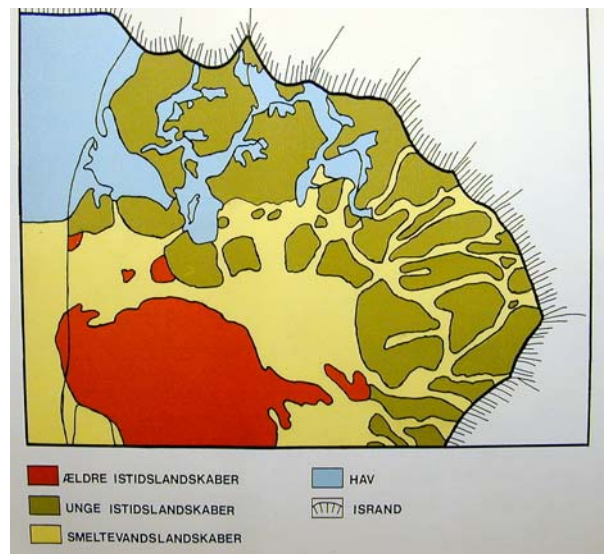 ÆLDRE ISTIDSLANDSKABER
UNGE ISTIDSLANDSKABER
SMELTEVANDSLANDSKABER
HAV
ISRAND